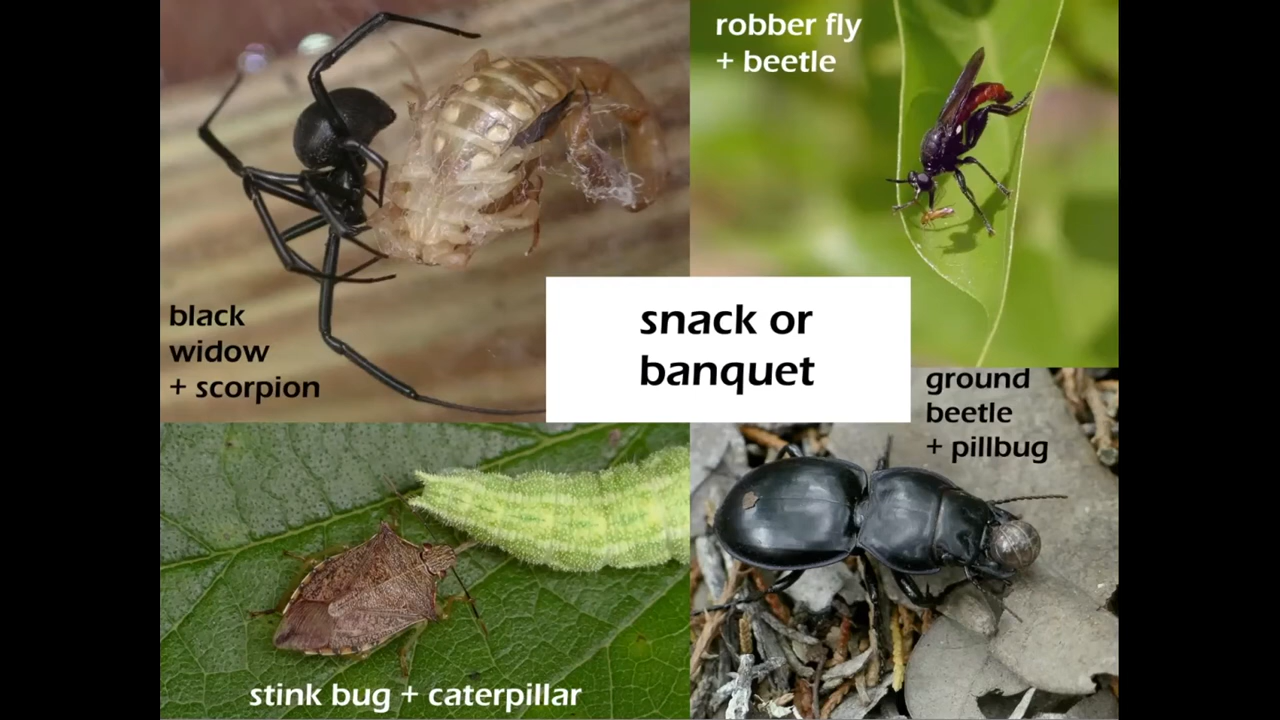 robber fly
+ beetle
black
widow
+ scorpion
snack or
banquet
ground
beetle
+ pillbug
stink bug + caterpillar